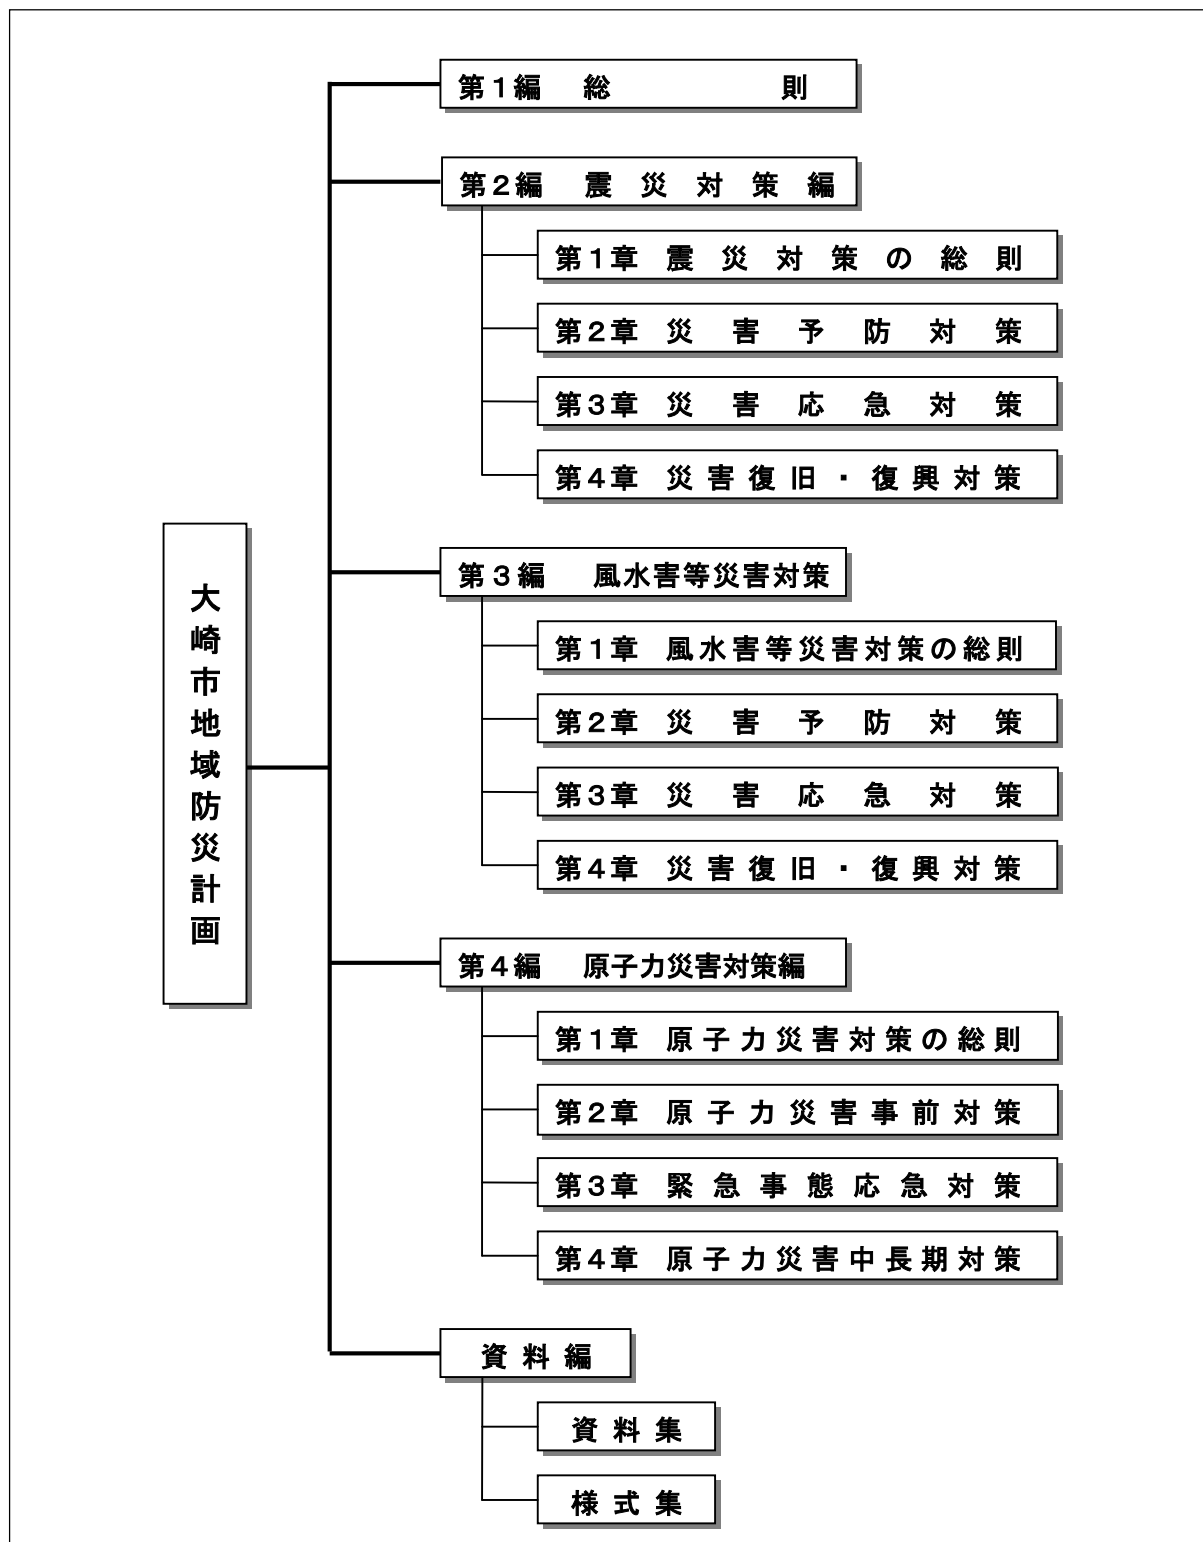 大崎市地域防災計画
第１編 総則
第２編 震災対策編
第１章 震災対策の総則
第２章 災害予防対策
第３章 災害応急対策
第４章 災害復旧・復興対策
第３編 風水害等災害対策
第１章 風水害等災害対策の総則
第２章 災害予防対策
第３章 災害応急対策
第４章 災害復旧・復興対策
第４編 原子力災害対策編
第１章 原子力災害対策の総則
第２章 原子力災害事前対策
第３章 緊急事態応急対策
第４章 原子力災害中長期対策
資料編
資料集
様式集